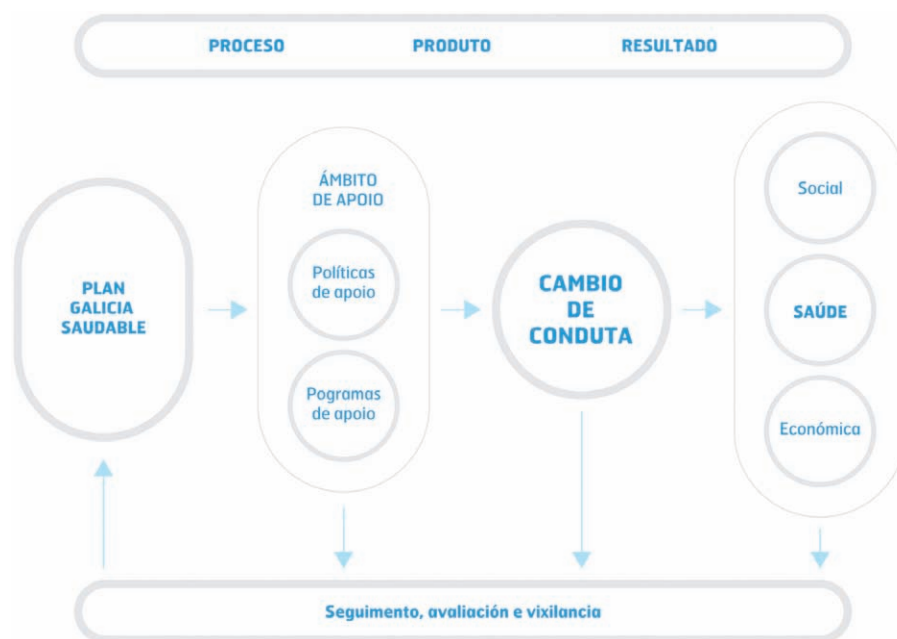 PROCESO PRODUTO RESULTADO
PLAN
GALICIA
SAUDABLE
ÁMBITO
DE APOIO
Políticas
de apoio
Pogramas
de apoio
CAMBIO
DE
CONDUTA
Social
SAÚDE
Económica
Seguimento, avaliación e vixilancia